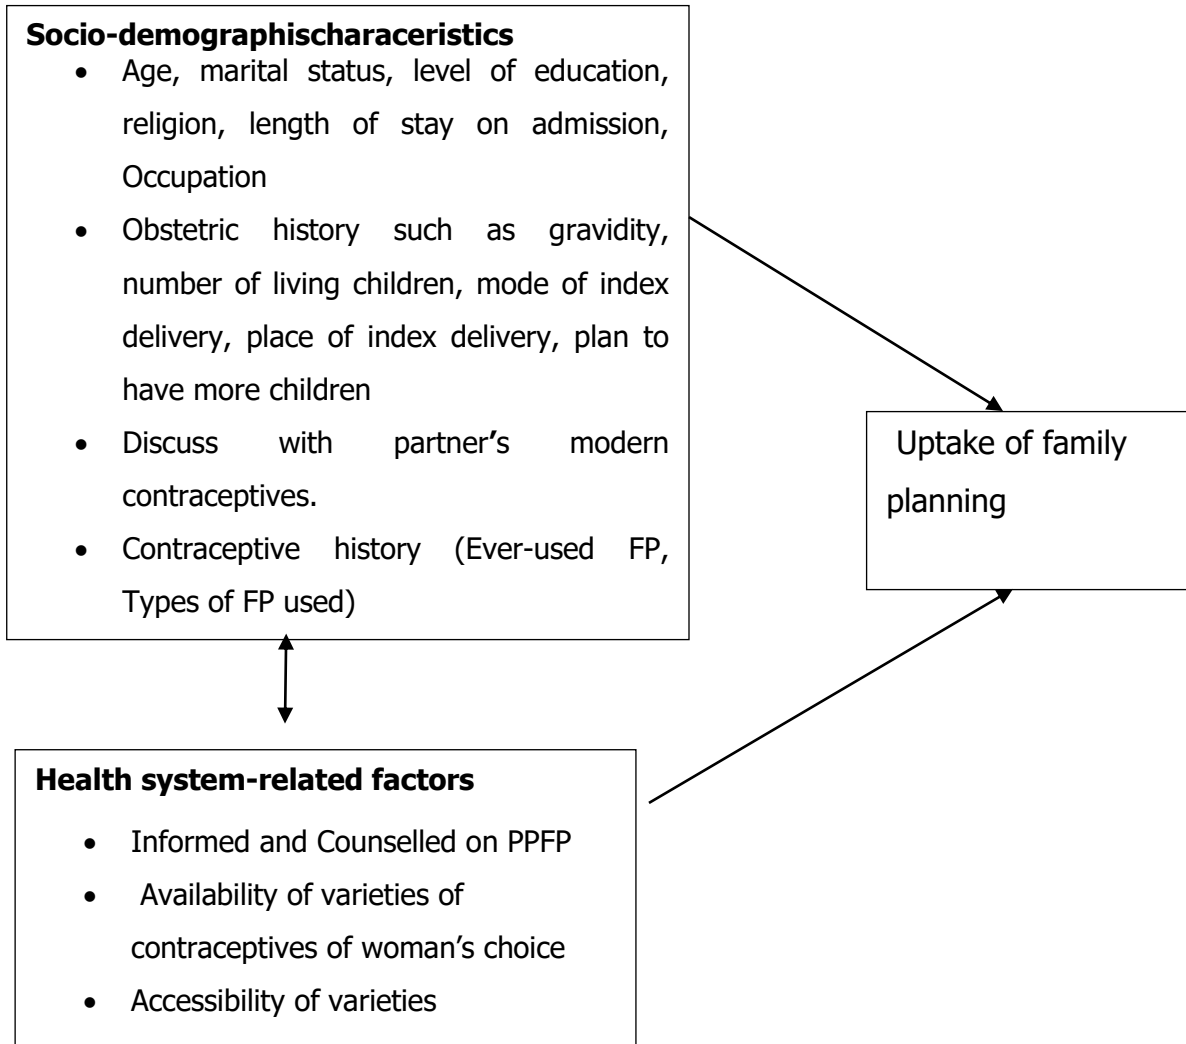 Socio-demographischaraceristics
• Age, marital status, level of education,
religion, length of stay on admission,
Occupation
• Obstetric history such as gravidity,
number of living children, mode of index
delivery, place of index delivery, plan to
have more children
• Discuss with partner's modern
contraceptives.
• Contraceptive history (Ever-used FP,
Types of FP used)
Uptake of family
planning
Health system-related factors
• Informed and Counselled on PPFP
• Availability of varieties of
contraceptives of woman's choice
• Accessibility of varieties